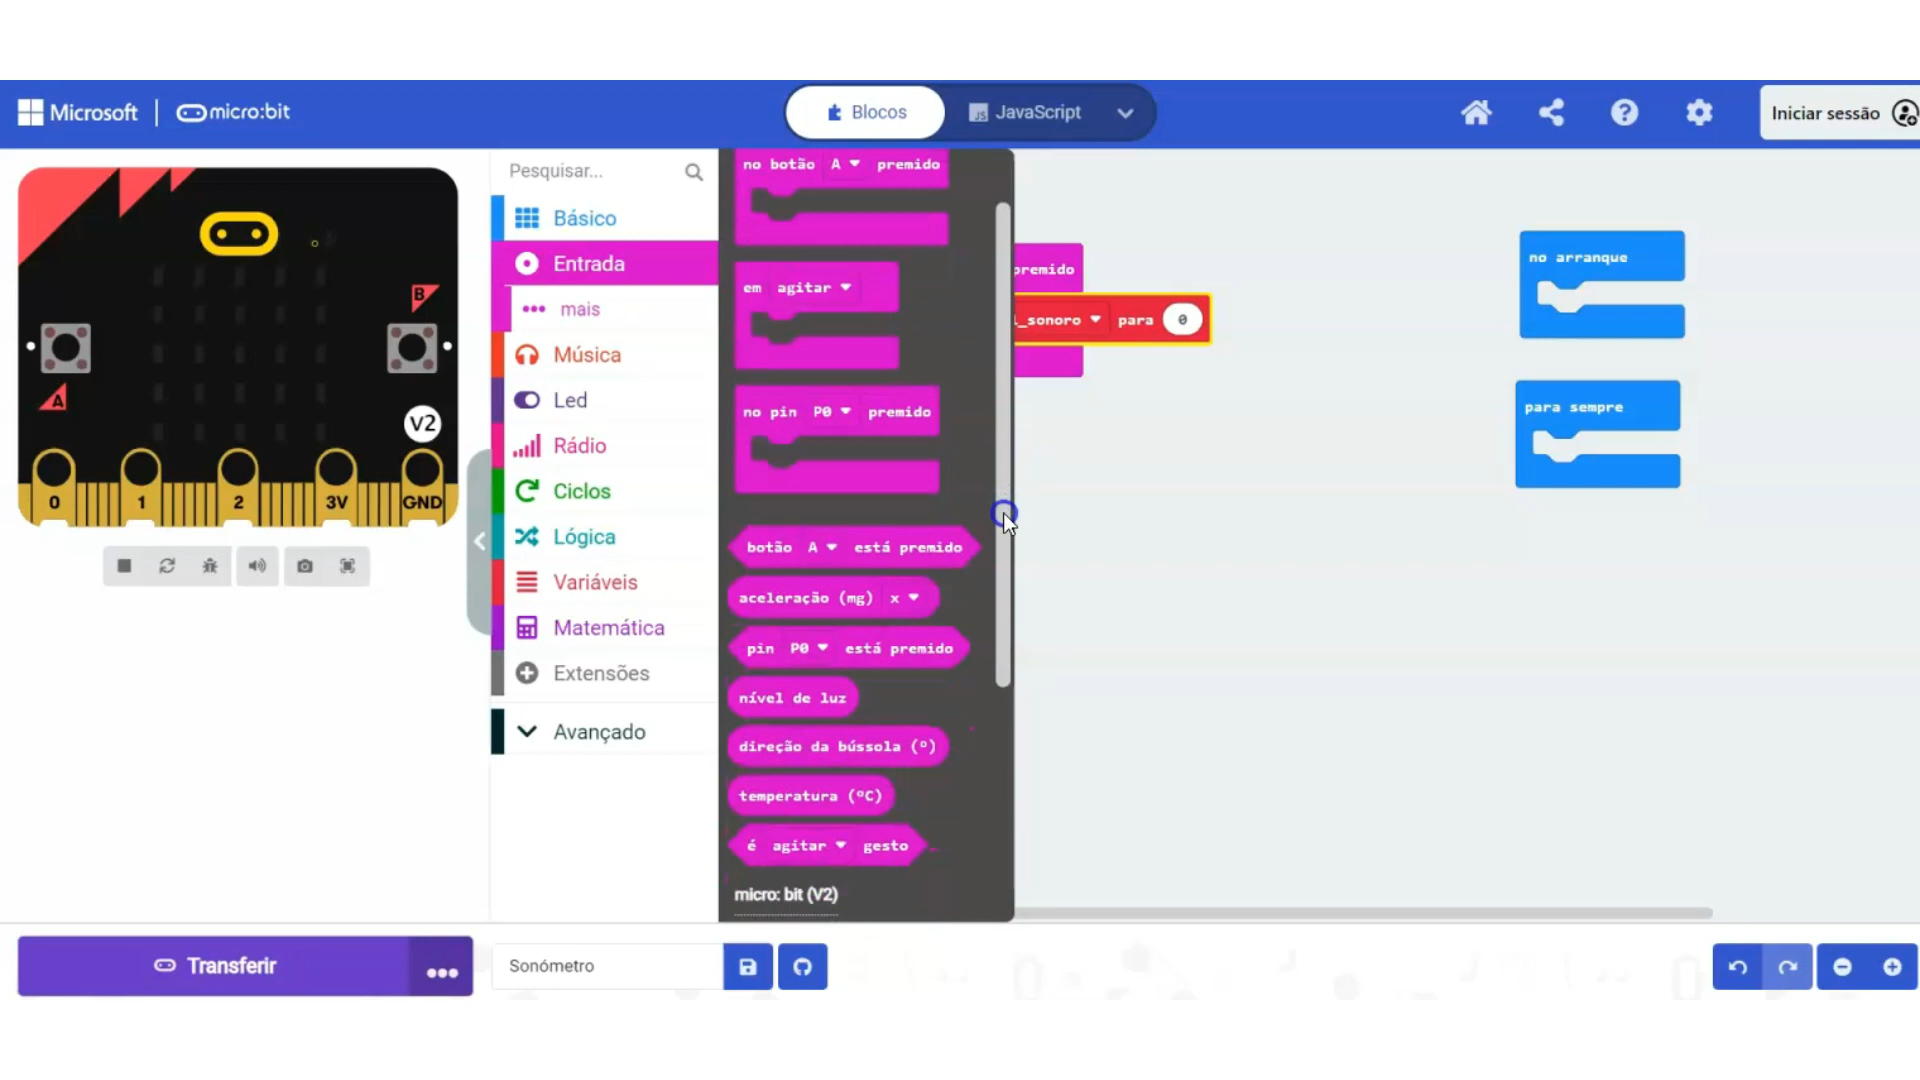 Microsoft micro:bit Blocos JavaScript Iniciar sessão
B
A
V2
0 1 2 3V GND
Pesquisar...
Básico
Entrada
mais
Música
Led
Rádio
Ciclos
Lógica
Variáveis
Matemática
Extensões
Avançado
no botão A premido
em agitar
no pin P0 premido
botão A está premido
aceleração (mg) x
pin P0 está premido
nível de luz
direção da bússola (º)
temperatura (ºC)
é agitar gesto
micro: bit (V2)
premido
l_sonoro para 0
no arranque
para sempre
Transferir
Sonómetro